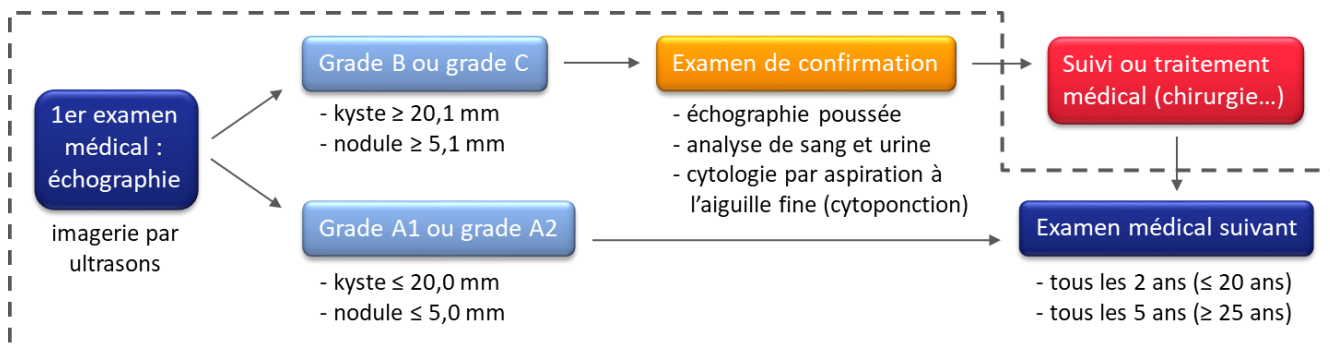 1er examen
médical :
échographie
imagerie par
ultrasons
Grade B ou grade C
- kyste ≥ 20,1 mm
- nodule ≥ 5,1 mm
Grade A1 ou grade A2
- kyste ≤ 20,0 mm
- nodule ≤ 5,0 mm
Examen de confirmation
- échographie poussée
- analyse de sang et urine
- cytologie par aspiration à
l’aiguille fine (cytoponction)
Suivi ou traitement
médical (chirurgie…)
Examen médical suivant
- tous les 2 ans (≤ 20 ans)
- tous les 5 ans (≥ 25 ans)